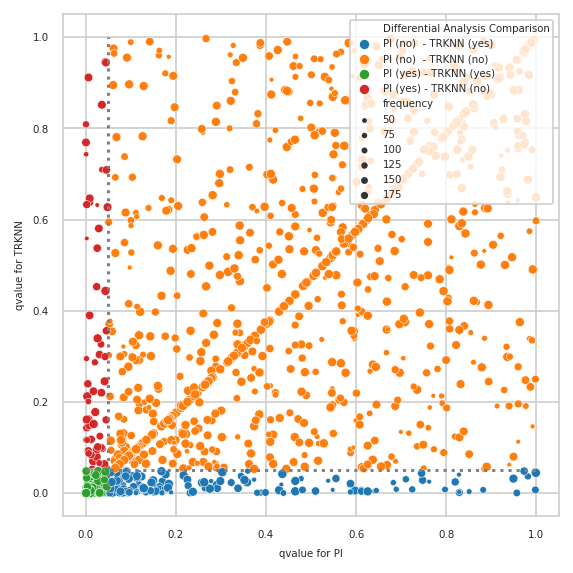 Differential Analysis Comparison
PI (no) - TRKNN (yes)
PI (no) - TRKNN (no)
PI (yes) - TRKNN (yes)
PI (yes) - TRKNN (no)
frequency
50
75
100
125
150
175
1.0
0.8
0.6
0.4
0.2
0.0
qvalue for TRKNN
0.0 0.2 0.4 0.6 0.8 1.0
qvalue for PI